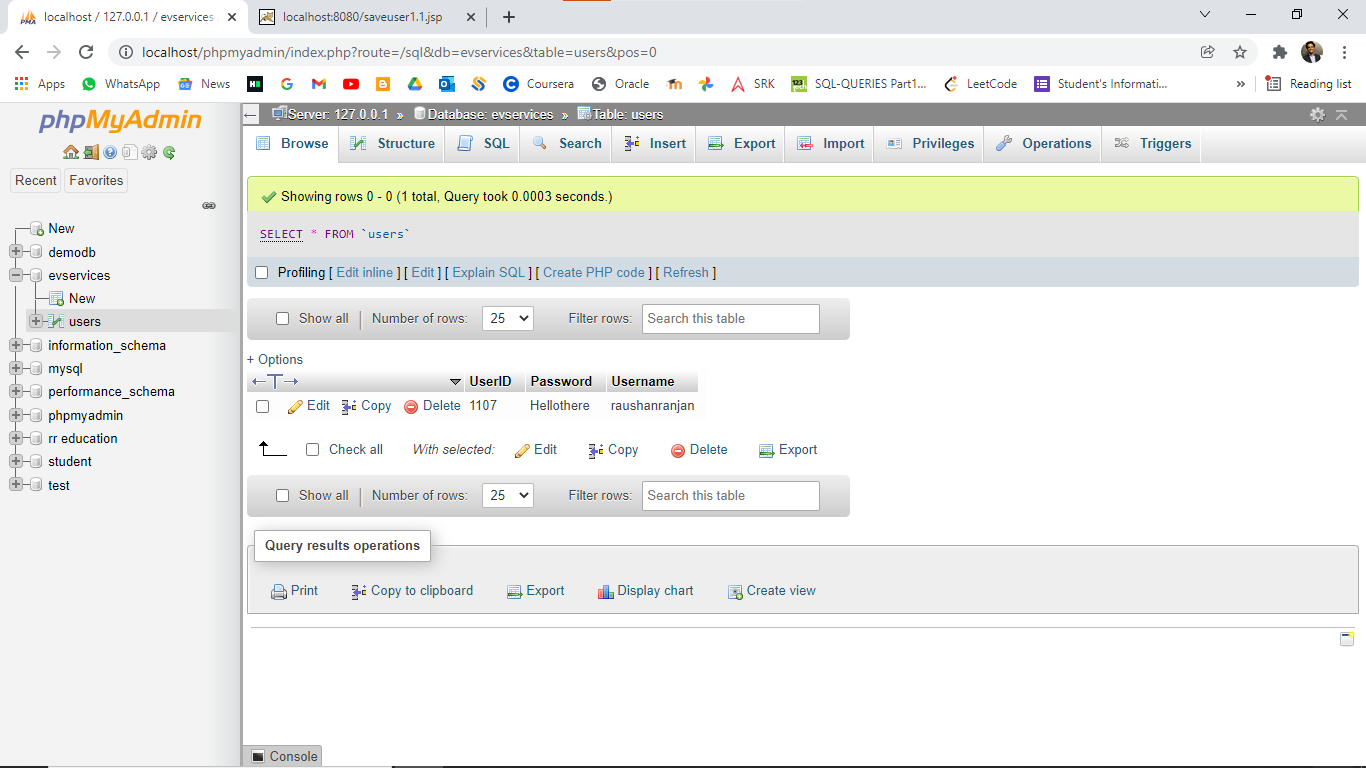 localhost / 127.0.0.1 / evservices
localhost:8080/saveuser1.1.jsp
localhost/phpmyadmin/index.php?route=/sql&db=evservices&table=users&pos=0
Apps WhatsApp News Coursera Oracle SRK SQL-QUERIES Part1... LeetCode Student's Informati... » Reading list
phpMyAdmin
Recent Favorites
New
demodb
evservices
New
users
information_schema
mysql
performance_schema
phpmyadmin
rr education
student
test
Server: 127.0.0.1 » Database: evservices » Table: users
Browse Structure SQL Search Insert Export Import Privileges Operations Triggers
Showing rows 0 - 0 (1 total, Query took 0.0003 seconds.)
SELECT * FROM `users`
Profiling [ Edit inline ] [ Edit ] [ Explain SQL ] [ Create PHP code ] [ Refresh ]
Show all | Number of rows: 25 Filter rows: Search this table
+ Options
←T→ UserID Password Username
Edit Copy Delete 1107 Hellothere raushanranjan
Check all With selected: Edit Copy Delete Export
Show all | Number of rows: 25 Filter rows: Search this table
Query results operations
Print Copy to clipboard Export Display chart Create view
Console